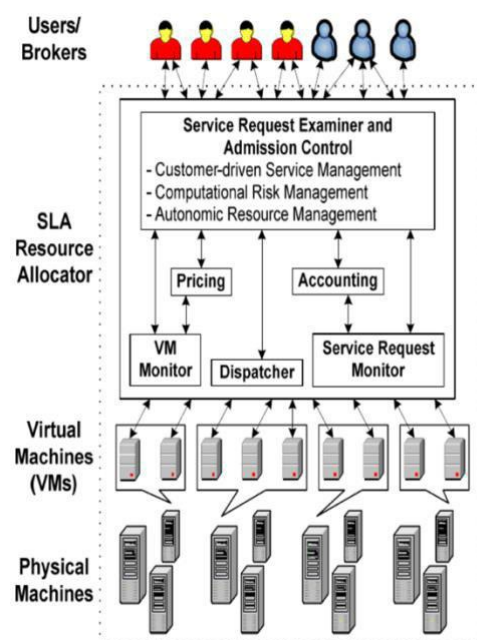 Users/
Brokers
Service Request Examiner and
Admission Control
- Customer-driven Service Management
- Computational Risk Management
- Autonomic Resource Management
SLA
Resource
Allocator
Pricing
Accounting
VM
Monitor
Dispatcher
Service Request
Monitor
Virtual
Machines
(VMs)
Physical
Machines